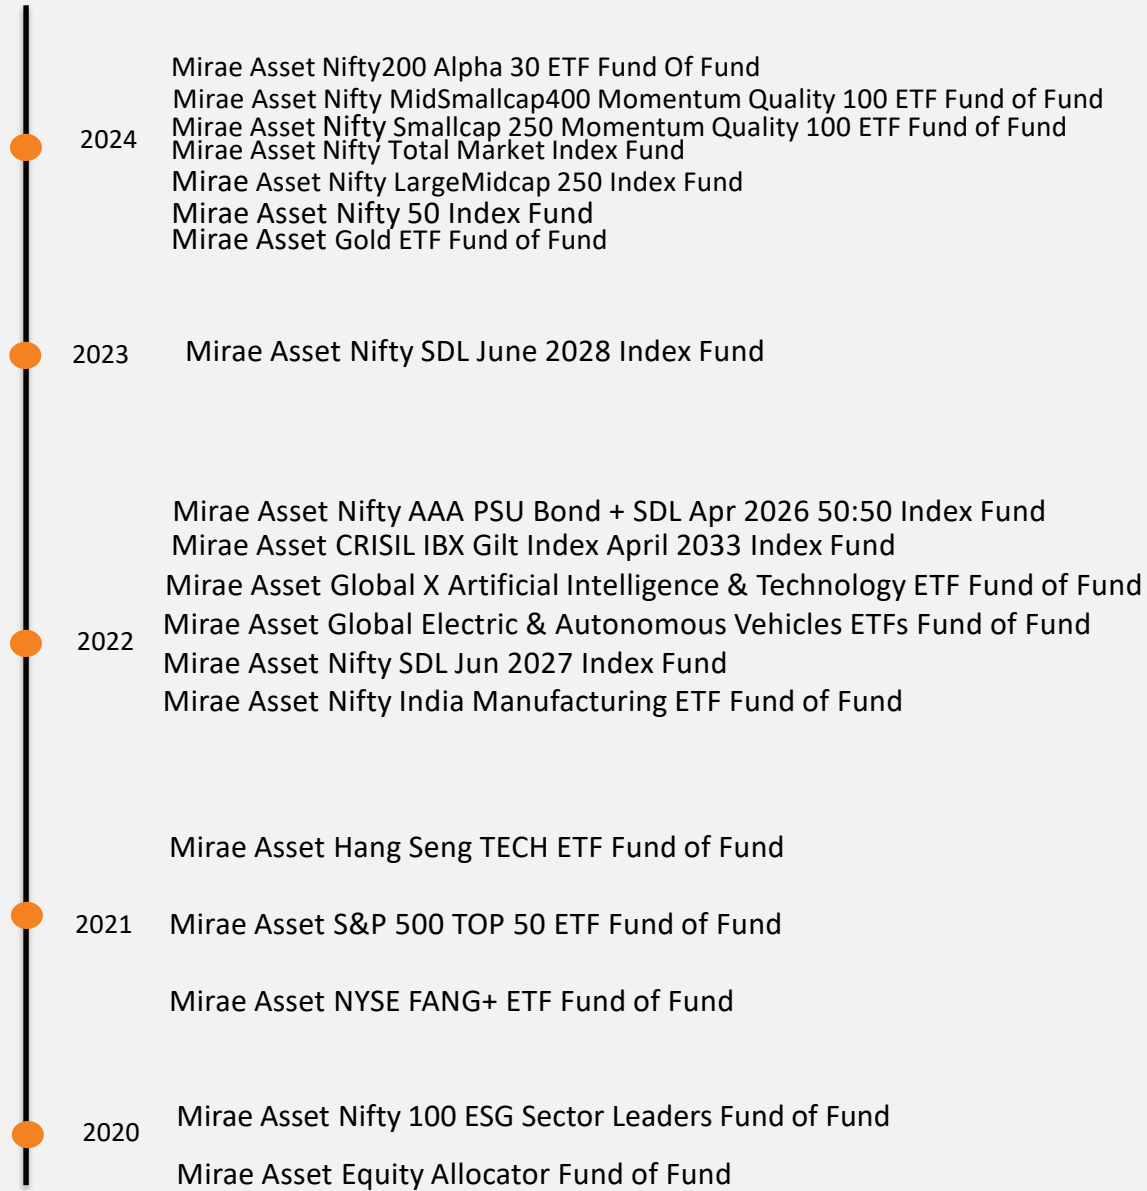 Mirae Asset Nifty200 Alpha 30 ETF Fund Of Fund
Mirae Asset Nifty MidSmallcap400 Momentum Quality 100 ETF Fund of Fund
2024
Mirae Asset Nifty Smallcap 250 Momentum Quality 100 ETF Fund of Fund
Mirae Asset Nifty Total Market Index Fund
Mirae Asset Nifty LargeMidcap 250 Index Fund
Mirae Asset Nifty 50 Index Fund
Mirae Asset Gold ETF Fund of Fund
2023
Mirae Asset Nifty SDL June 2028 Index Fund
Mirae Asset Nifty AAA PSU Bond + SDL Apr 2026 50:50 Index Fund
Mirae Asset CRISIL IBX Gilt Index April 2033 Index Fund
Mirae Asset Global X Artificial Intelligence & Technology ETF Fund of Fund
Mirae Asset Global Electric & Autonomous Vehicles ETFs Fund of Fund
2022
Mirae Asset Nifty SDL Jun 2027 Index Fund
Mirae Asset Nifty India Manufacturing ETF Fund of Fund
Mirae Asset Hang Seng TECH ETF Fund of Fund
2021
Mirae Asset S&P 500 TOP 50 ETF Fund of Fund
Mirae Asset NYSE FANG+ ETF Fund of Fund
Mirae Asset Nifty 100 ESG Sector Leaders Fund of Fund
2020
Mirae Asset Equity Allocator Fund of Fund